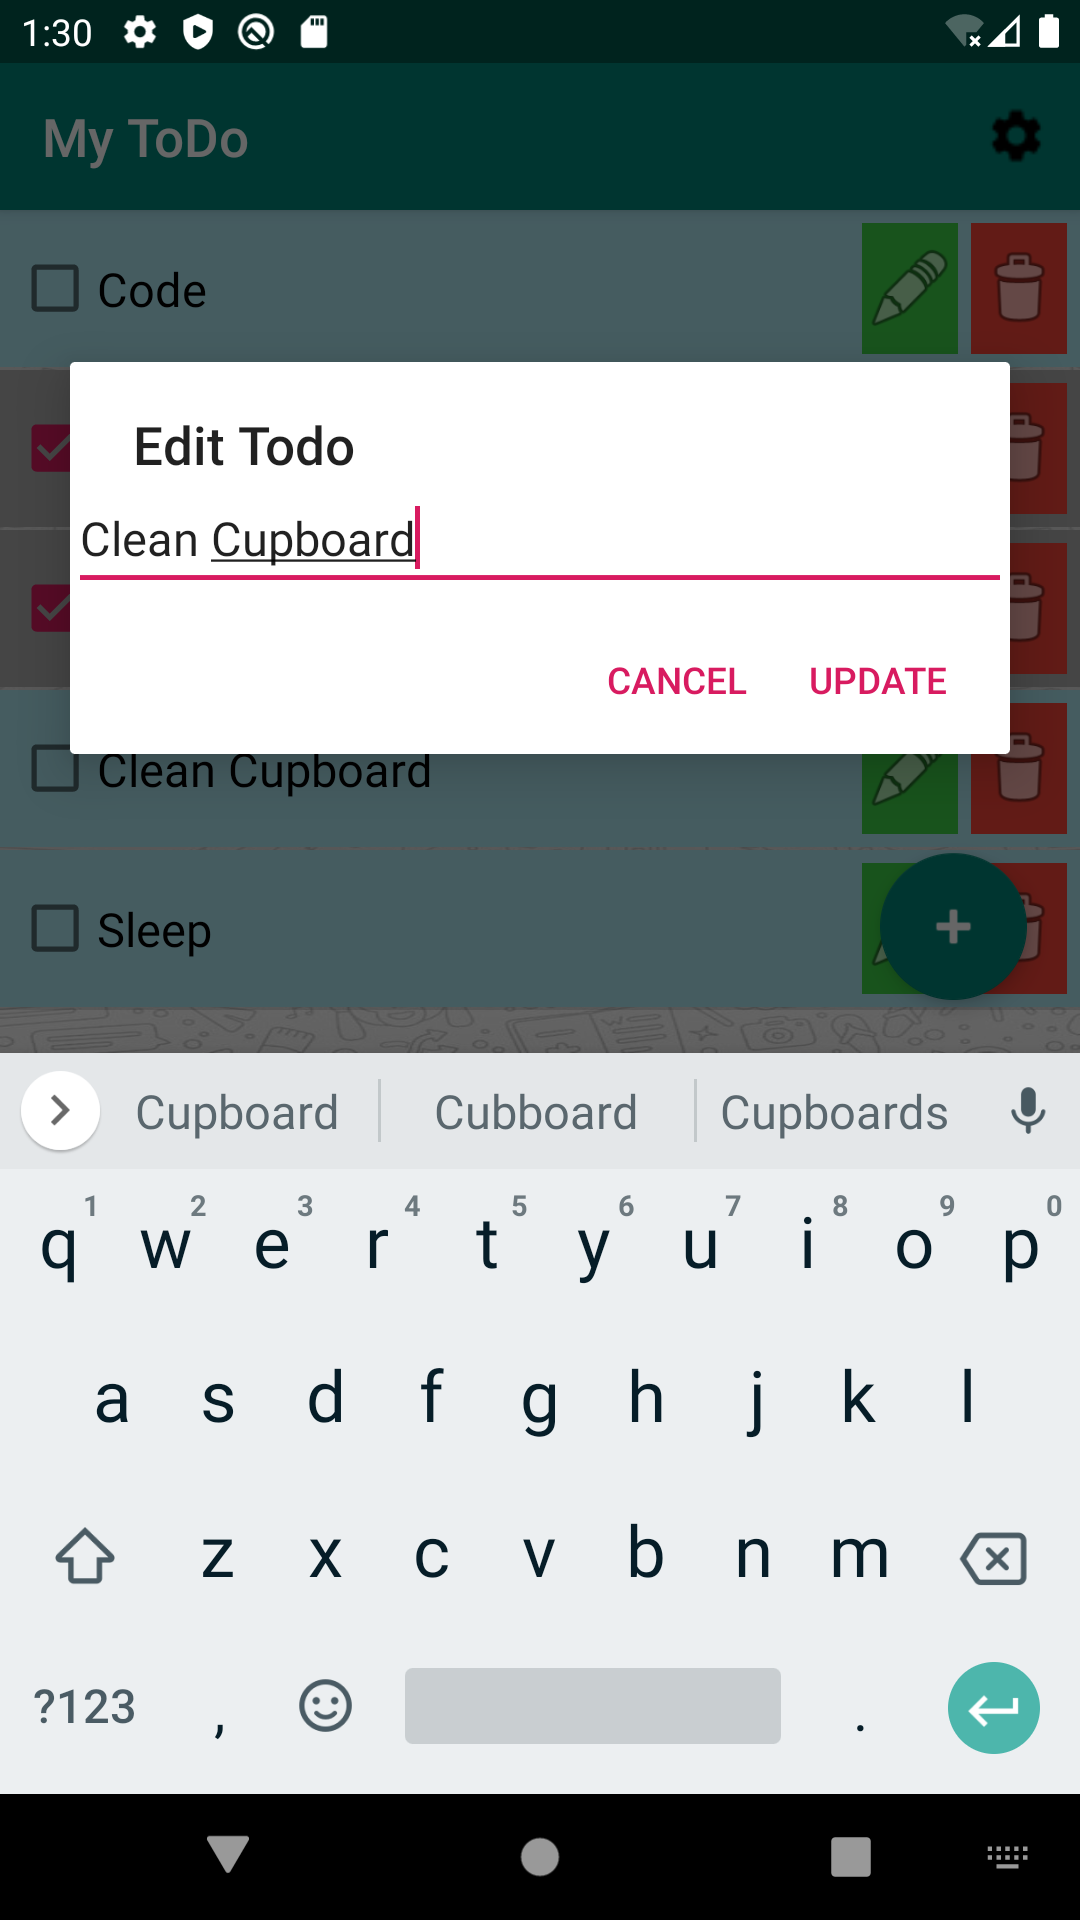 1:30
My ToDo
Code
Edit Todo
Clean Cupboard
CANCEL UPDATE
Clean Cupboard
Sleep
Cupboard Cubboard Cupboards
1 2 3 4 5 6 7 8 9 0
q w e r t y u i o p
a s d f g h j k l
z x c v b n m
?123 , .